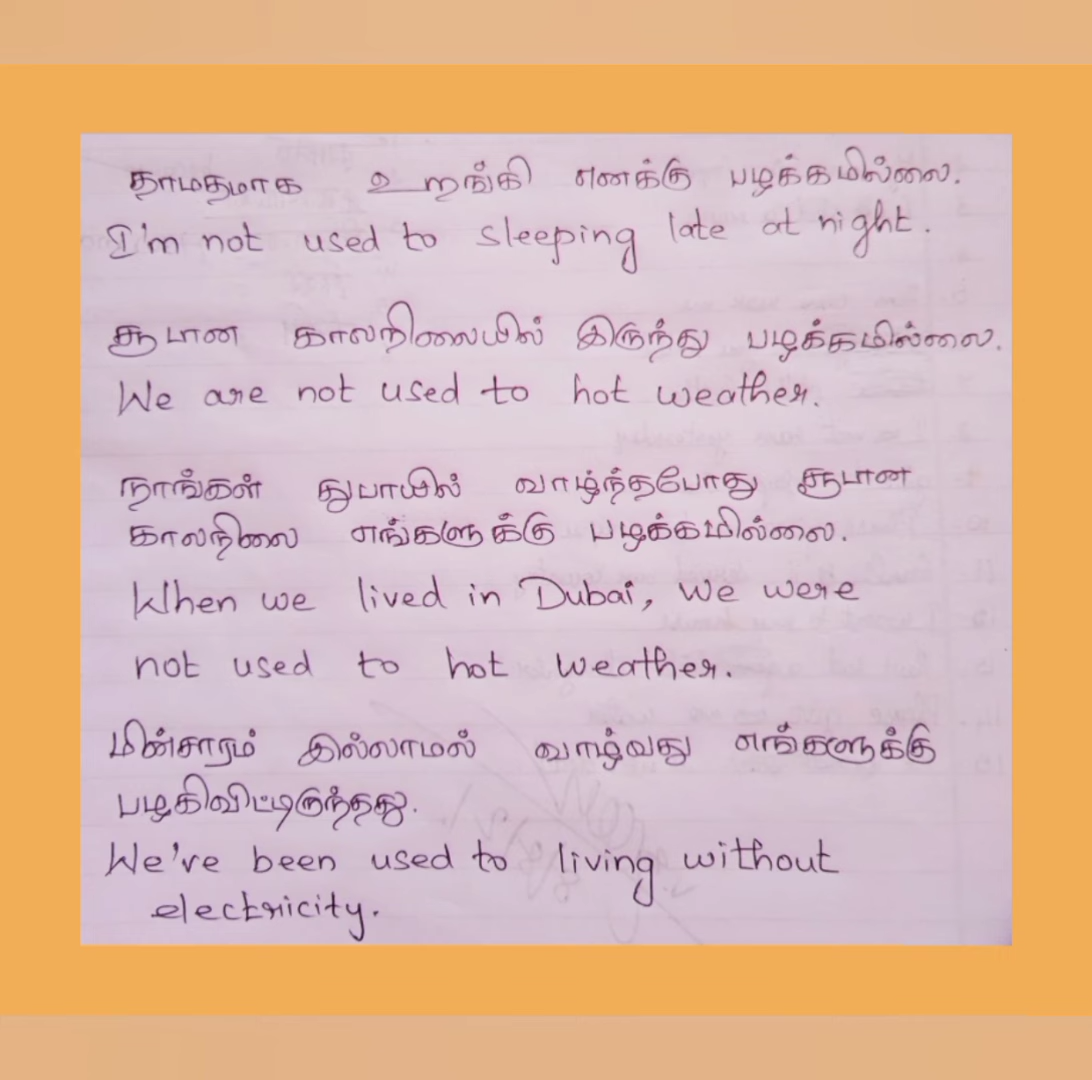 தாமதமாக உறங்கி எனக்கு பழக்கமில்லை.
I'm not used to sleeping late at night.
சூடான காலநிலையில் இருந்து பழக்கமில்லை.
We are not used to hot weather.
நாங்கள் துபாயில் வாழ்ந்தபோது சூடான
காலநிலை எங்களுக்கு பழக்கமில்லை.
When we lived in Dubai, we were
not used to hot weather.
மின்சாரம் இல்லாமல் வாழ்வது எங்களுக்கு
பழகிவிட்டிருந்தது.
We've been used to living without
electricity.